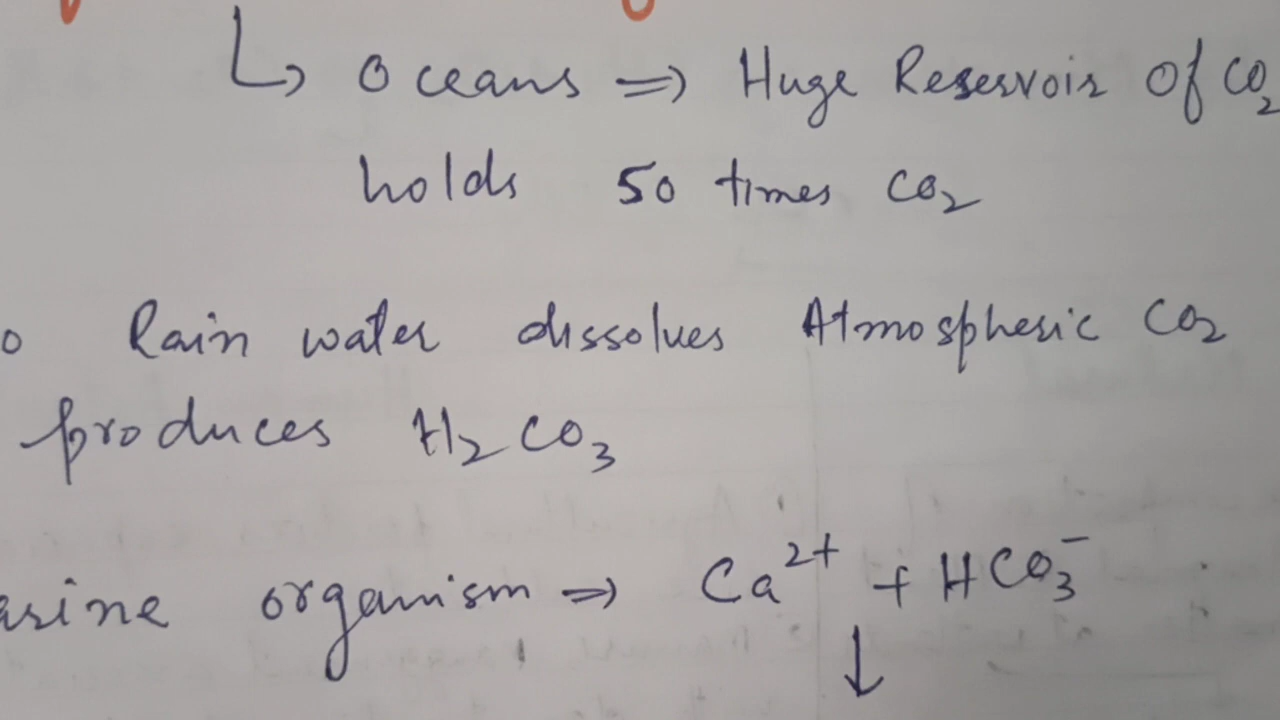 ↳ Oceans ⇒ Huge Reservoir Of CO₂
holds 50 times CO₂
o Rain water dissolves Atmospheric CO₂
produces H₂CO₃
arine organism ⇒ Ca²⁺ + HCO₃⁻
↓